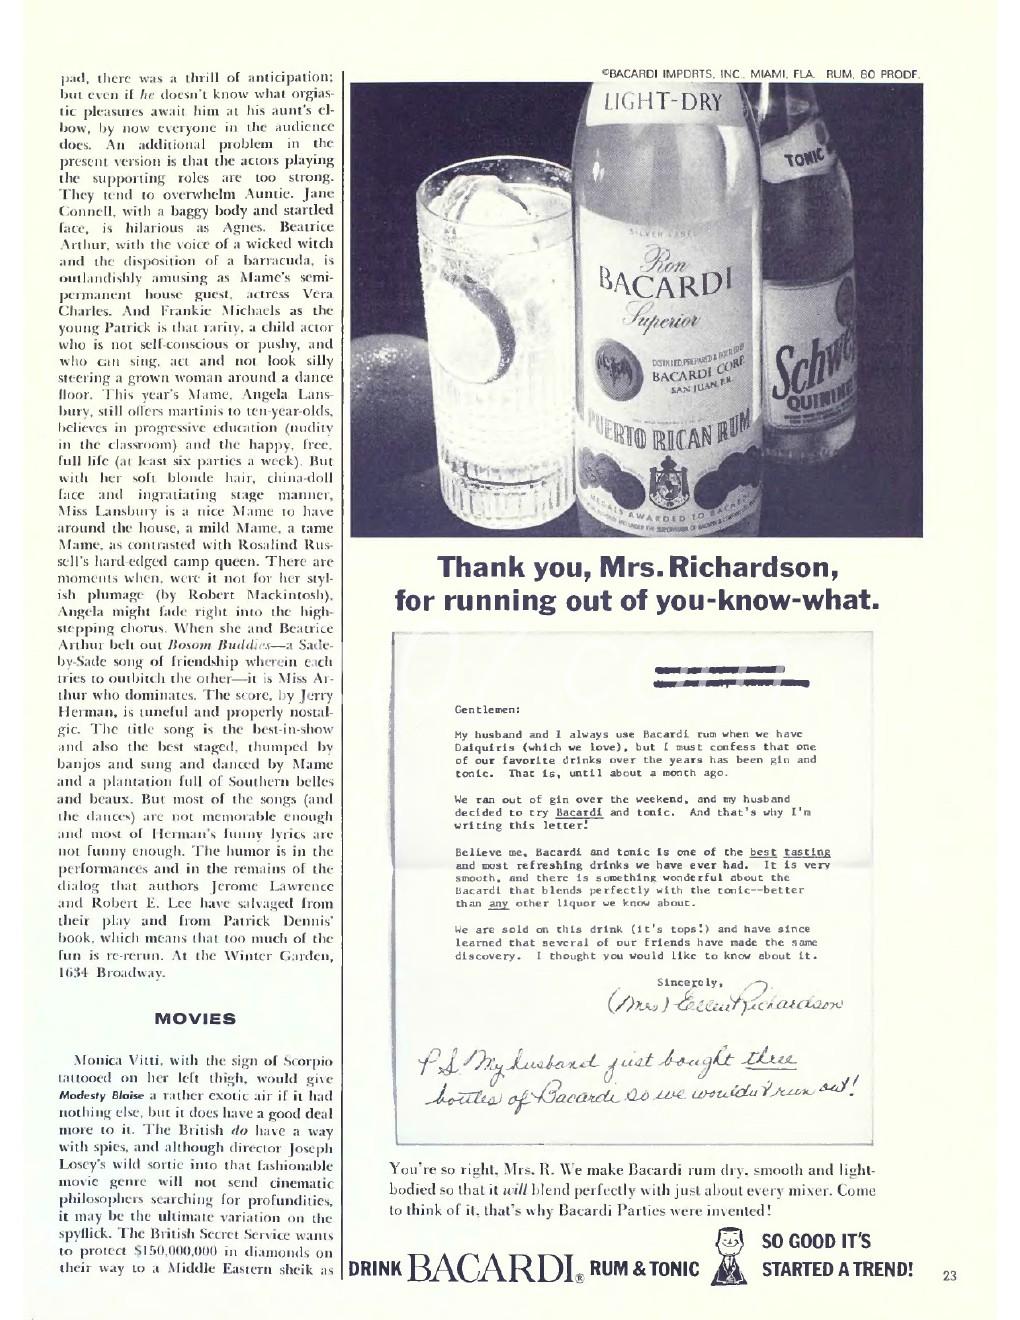 pad, there was a thrill of anticipation;
but even if he doesn't know what orgias-
tic pleasures await him at his aunt's el-
bow, by now everyone in the audience
does. An additional problem in the
present version is that the actors playing
the supporting roles are too strong.
They tend to overwhelm Auntie. Jane
Connell, with a baggy body and startled
face, is hilarious as Agnes. Beatrice
Arthur, with the voice of a wicked witch
and the disposition of a barracuda, is
outlandishly amusing as Mame's semi-
permanent house guest, actress Vera
Charles. And Frankie Michaels as the
young Patrick is that rarity, a child actor
who is not self-conscious or pushy, and
who can sing, act and not look silly
steering a grown woman around a dance
floor. This year's Mame, Angela Lans-
bury, still offers martinis to ten-year-olds,
believes in progressive education (nudity
in the classroom) and the happy, free,
full life (at least six parties a week). But
with her soft blonde hair, china-doll
face and ingratiating stage manner,
Miss Lansbury is a nice Mame to have
around the house, a mild Mame, a tame
Mame, as contrasted with Rosalind Rus-
sell's hard-edged camp queen. There are
moments when, were it not for her styl-
ish plumage (by Robert Mackintosh),
Angela might fade right into the high-
stepping chorus. When she and Beatrice
Arthur belt out Bosom Buddies—a Sade-
by-Sade song of friendship wherein each
tries to outbitch the other—it is Miss Ar-
thur who dominates. The score, by Jerry
Herman, is tuneful and properly nostal-
gic. The title song is the best-in-show
and also the best staged, thumped by
banjos and sung and danced by Mame
and a plantation full of Southern belles
and beaux. But most of the songs (and
the dances) are not memorable enough
and most of Herman's funny lyrics are
not funny enough. The humor is in the
performances and in the remains of the
dialog that authors Jerome Lawrence
and Robert E. Lee have salvaged from
their play and from Patrick Dennis'
book, which means that too much of the
fun is re-rerun. At the Winter Garden,
1634 Broadway.
MOVIES
Monica Vitti, with the sign of Scorpio
tattooed on her left thigh, would give
Modesty Blaise a rather exotic air if it had
nothing else, but it does have a good deal
more to it. The British do have a way
with spies, and although director Joseph
Losey's wild sortie into that fashionable
movie genre will not send cinematic
philosophers searching for profundities,
it may be the ultimate variation on the
spyflick. The British Secret Service wants
to protect $150,000,000 in diamonds on
their way to a Middle Eastern sheik as
©BACARDI IMPORTS, INC., MIAMI, FLA. RUM, 80 PROOF.
LIGHT-DRY
TONIC
SILVER LABEL
Ron
BACARDI
Superior
DISTILLED, PREPARED & BOTTLED BY
BACARDI CORP.
SAN JUAN, P.R.
PUERTO RICAN RUM
MEDALS AWARDED TO BACARDI
Schwe
QUININE
Thank you, Mrs. Richardson,
for running out of you-know-what.
Gentlemen:
My husband and I always use Bacardi rum when we have
Daiquiris (which we love), but I must confess that one
of our favorite drinks over the years has been gin and
tonic. That is, until about a month ago.
We ran out of gin over the weekend, and my husband
decided to try Bacardi and tonic. And that's why I'm
writing this letter!
Believe me, Bacardi and tonic is one of the best tasting
and most refreshing drinks we have ever had. It is very
smooth, and there is something wonderful about the
Bacardi that blends perfectly with the tonic--better
than any other liquor we know about.
We are sold on this drink (it's tops!) and have since
learned that several of our friends have made the same
discovery. I thought you would like to know about it.
Sincerely,
(Mrs) Ellen Richardson
P.S. My husband just bought three
bottles of Bacardi so we wouldn't run out!
You're so right, Mrs. R. We make Bacardi rum dry, smooth and light-
bodied so that it will blend perfectly with just about every mixer. Come
to think of it, that's why Bacardi Parties were invented!
DRINK BACARDI® RUM & TONIC
SO GOOD IT'S
STARTED A TREND!
23